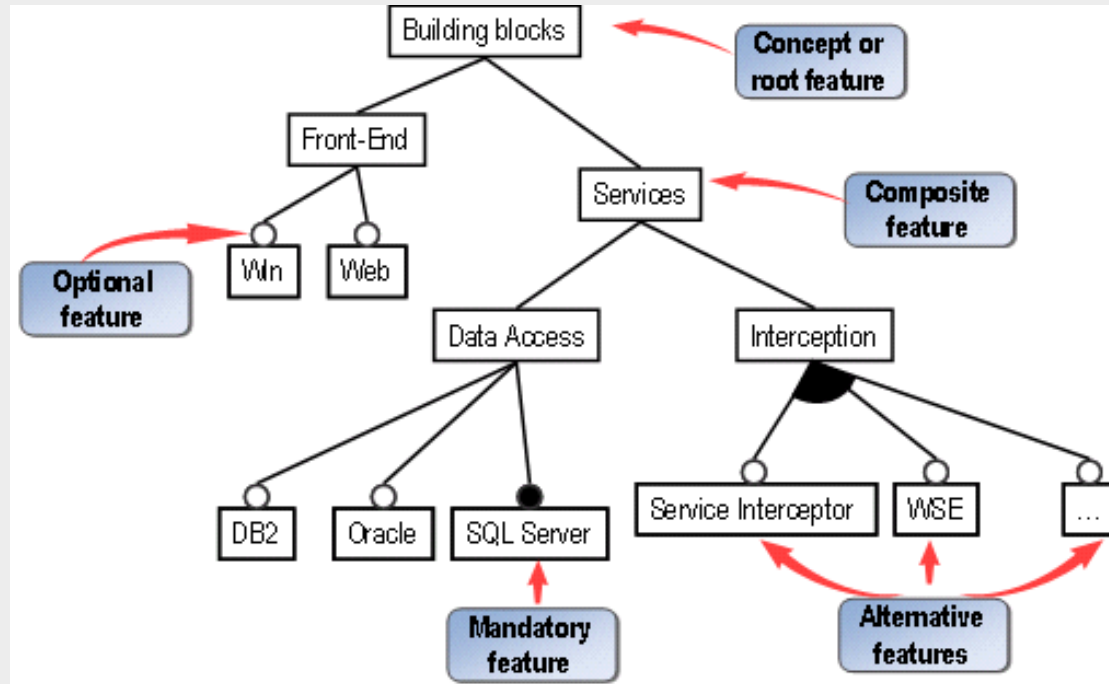 Building blocks
Concept or
root feature
Front-End
Services
Composite
feature
Optional
feature
Win
Web
Data Access
Interception
DB2
Oracle
SQL Server
Service Interceptor
WSE
...
Mandatory
feature
Alternative
features